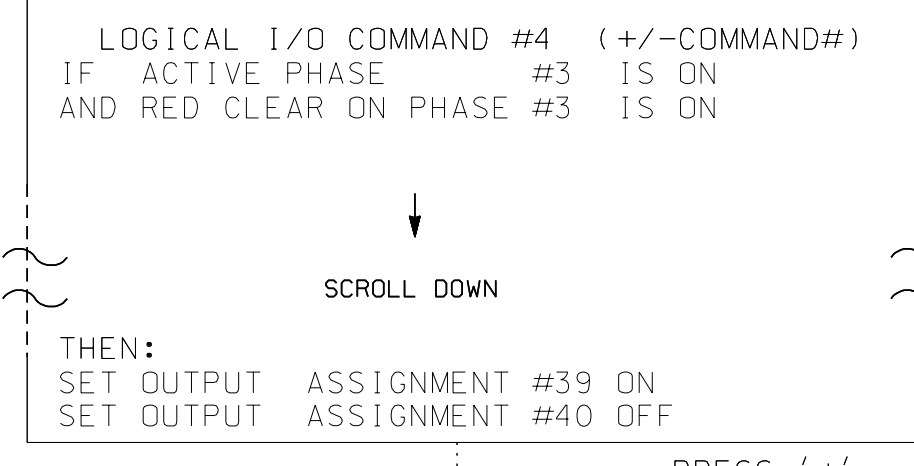 LOGICAL I/O COMMAND #4 (+/-COMMAND#)
IF ACTIVE PHASE #3 IS ON
AND RED CLEAR ON PHASE #3 IS ON
SCROLL DOWN
THEN:
SET OUTPUT ASSIGNMENT #39 ON
SET OUTPUT ASSIGNMENT #40 OFF